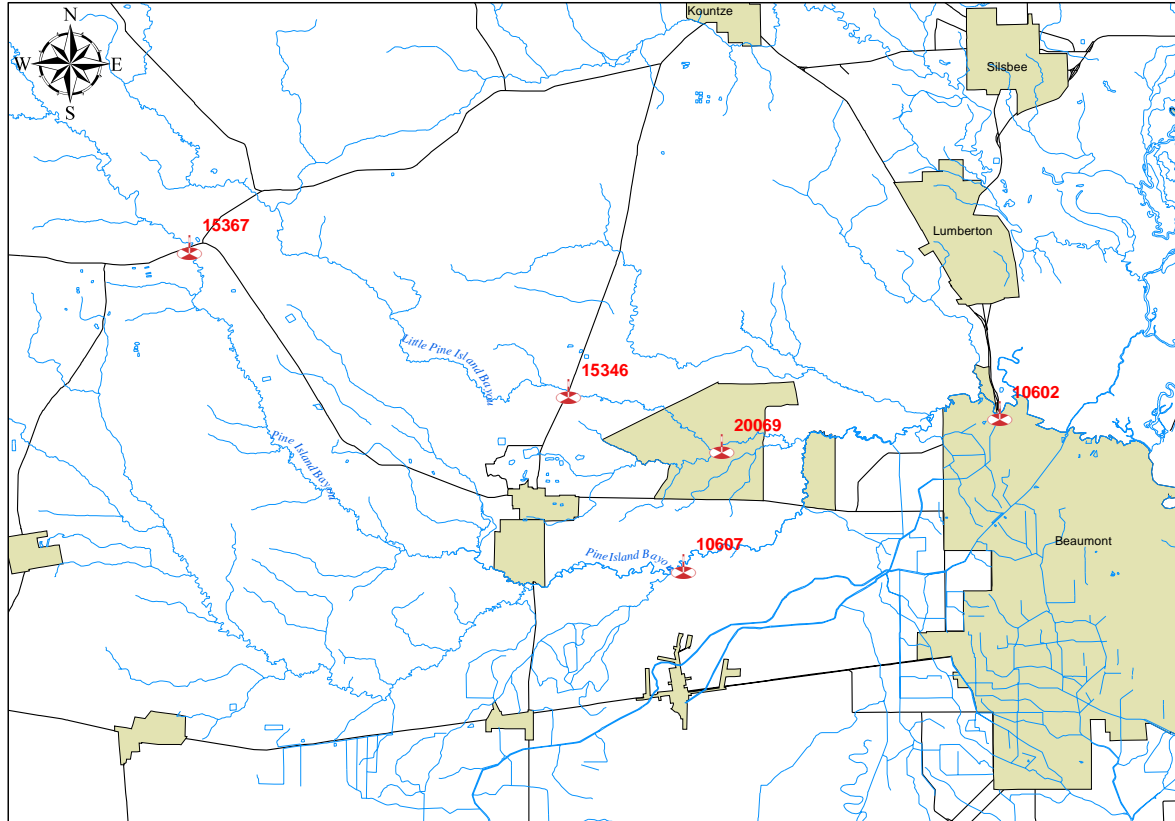 Kountze
N
W E
S
Silsbee
15367
Lumberton
Little Pine Island Bayou
15346
10602
20069
Pine Island Bayou
Beaumont
10607
Pine Island Bayou